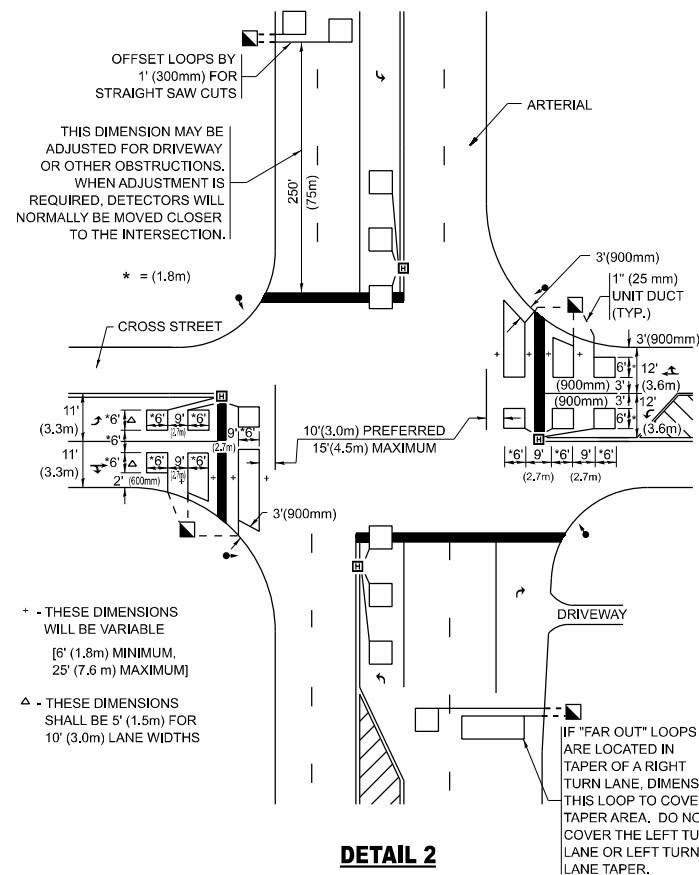 OFFSET LOOPS BY
1' (300mm) FOR
STRAIGHT SAW CUTS
ARTERIAL
THIS DIMENSION MAY BE
ADJUSTED FOR DRIVEWAY
OR OTHER OBSTRUCTIONS.
WHEN ADJUSTMENT IS
REQUIRED, DETECTORS WILL
NORMALLY BE MOVED CLOSER
TO THE INTERSECTION.
250'
(75m)
* = (1.8m)
H
3'(900mm)
1" (25 mm)
UNIT DUCT
(TYP.)
CROSS STREET
3'(900mm)
+ + +
6'* 12'
(900mm) 3' (3.6m)
(900mm) 3' 12'
6'* (3.6m)
H
*6' 9' *6' 9' *6'
(2.7m) (2.7m)
H
11'
(3.3m)
*6' △ *6' 9' *6'
(2.7m)
9' *6'
(2.7m)
*6'
11'
(3.3m)
*6' △ *6' 9' *6'
(2.7m)
2' (600mm)
+ + +
10'(3.0m) PREFERRED
15'(4.5m) MAXIMUM
3'(900mm)
H
+ - THESE DIMENSIONS
WILL BE VARIABLE
[6' (1.8m) MINIMUM,
25' (7.6 m) MAXIMUM]
△ - THESE DIMENSIONS
SHALL BE 5' (1.5m) FOR
10' (3.0m) LANE WIDTHS
DRIVEWAY
IF "FAR OUT" LOOPS
ARE LOCATED IN
TAPER OF A RIGHT
TURN LANE, DIMENS
THIS LOOP TO COVE
TAPER AREA. DO NO
COVER THE LEFT TU
LANE OR LEFT TURN
LANE TAPER.
DETAIL 2